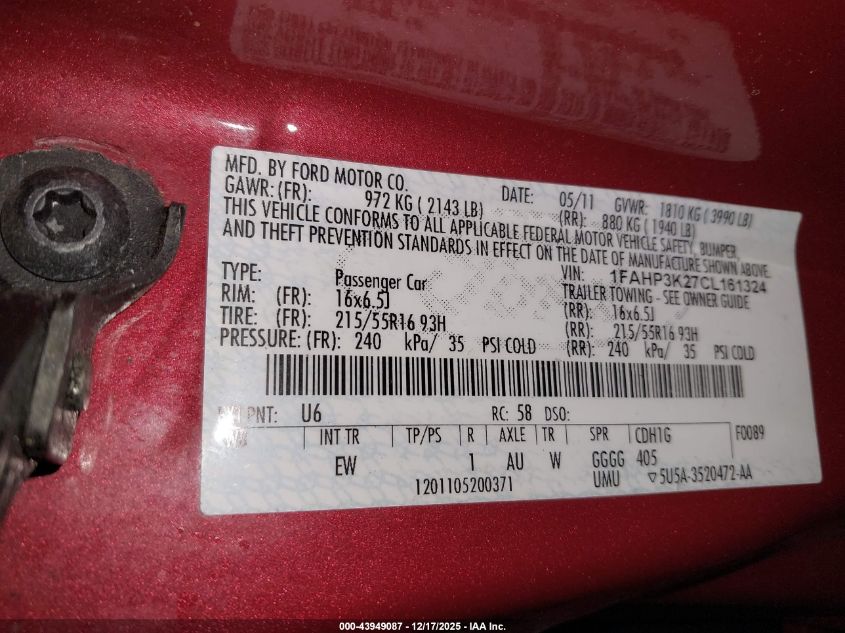 MFD. BY FORD MOTOR CO. DATE: 05/11 GVWR: 1810 KG ( 3990 LB)
GAWR: (FR): 972 KG ( 2143 LB) (RR): 880 KG ( 1940 LB)
THIS VEHICLE CONFORMS TO ALL APPLICABLE FEDERAL MOTOR VEHICLE SAFETY, BUMPER,
AND THEFT PREVENTION STANDARDS IN EFFECT ON THE DATE OF MANUFACTURE SHOWN ABOVE.
TYPE: Passenger Car VIN: 1FAHP3K27CL161324
TRAILER TOWING - SEE OWNER GUIDE
RIM: (FR): 16x6.5J (RR): 16x6.5J
TIRE: (FR): 215/55R16 93H (RR): 215/55R16 93H
PRESSURE: (FR): 240 kPa/ 35 PSI COLD (RR): 240 kPa/ 35 PSI COLD
PNT: U6 RC: 58 DSO:
INT TR TP/PS R AXLE TR SPR CDH1G F0089
EW 1 AU W GGGG 405
UMU ▽5U5A-3520472-AA
1201105200371
000-43949087 - 12/17/2025 - IAA Inc.